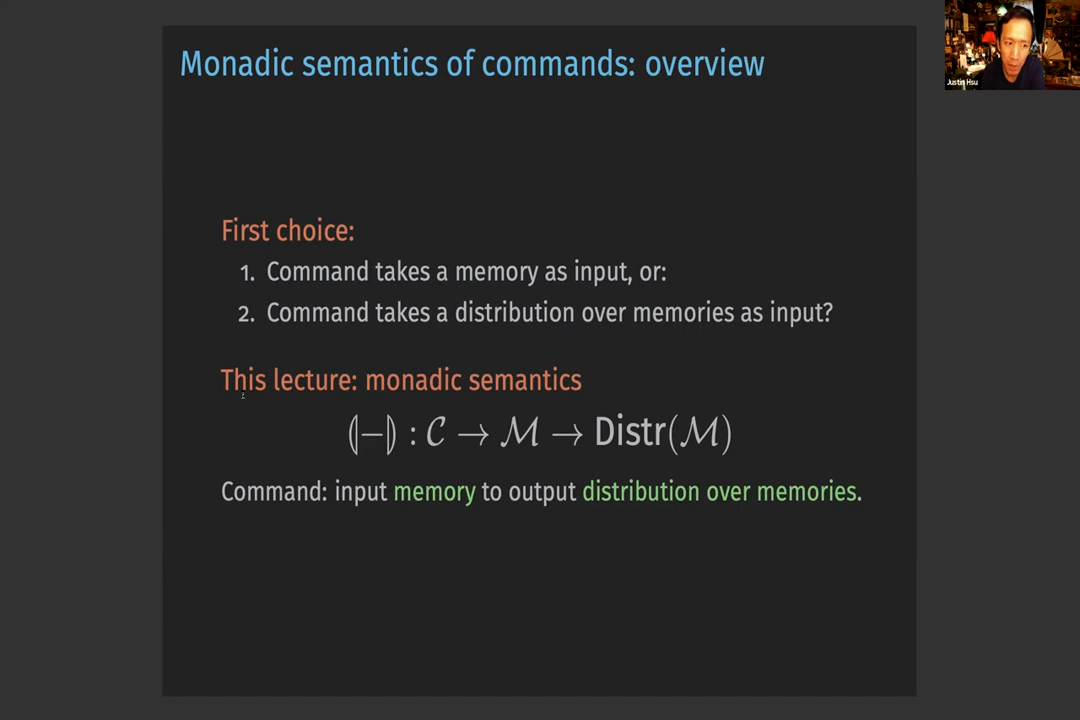 Monadic semantics of commands: overview
Justin Hsu
First choice:
1. Command takes a memory as input, or:
2. Command takes a distribution over memories as input?
This lecture: monadic semantics
⦇−⦈ : 𝒞 → ℳ → Distr(ℳ)
Command: input memory to output distribution over memories.